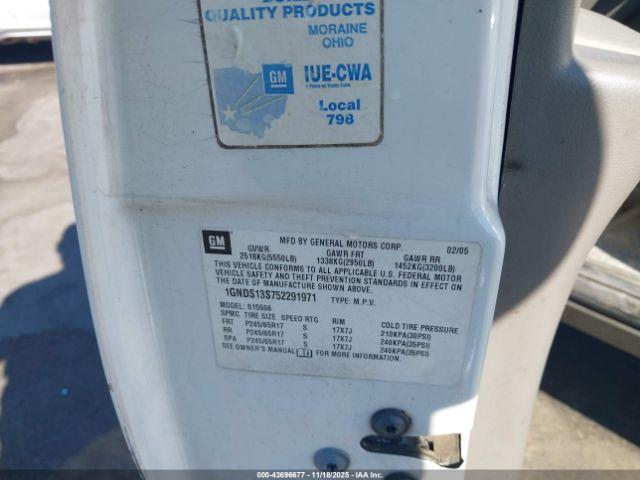 QUALITY PRODUCTS
MORAINE
OHIO
GM
IUE-CWA
Local
798
GM
MFD BY GENERAL MOTORS CORP. 02/05
GVWR GAWR FRT GAWR RR
2518KG(5550LB) 1338KG(2950LB) 1452KG(3200LB)
THIS VEHICLE CONFORMS TO ALL APPLICABLE U.S. FEDERAL MOTOR
VEHICLE SAFETY AND THEFT PREVENTION STANDARDS IN EFFECT ON
THE DATE OF MANUFACTURE SHOWN ABOVE.
1GNDS13S752291971 TYPE: M.P.V.
MODEL: S15506
SPMC TIRE SIZE SPEED RTG RIM COLD TIRE PRESSURE
FRT P245/65R17 S 17X7J 210KPA(30PSI)
RR P245/65R17 S 17X7J 240KPA(35PSI)
SPA P245/65R17 S 17X7J 240KPA(35PSI)
SEE OWNER'S MANUAL FOR MORE INFORMATION.
00-43696677 - 11/18/2025 - Copyright © 2025 IAA, Inc.